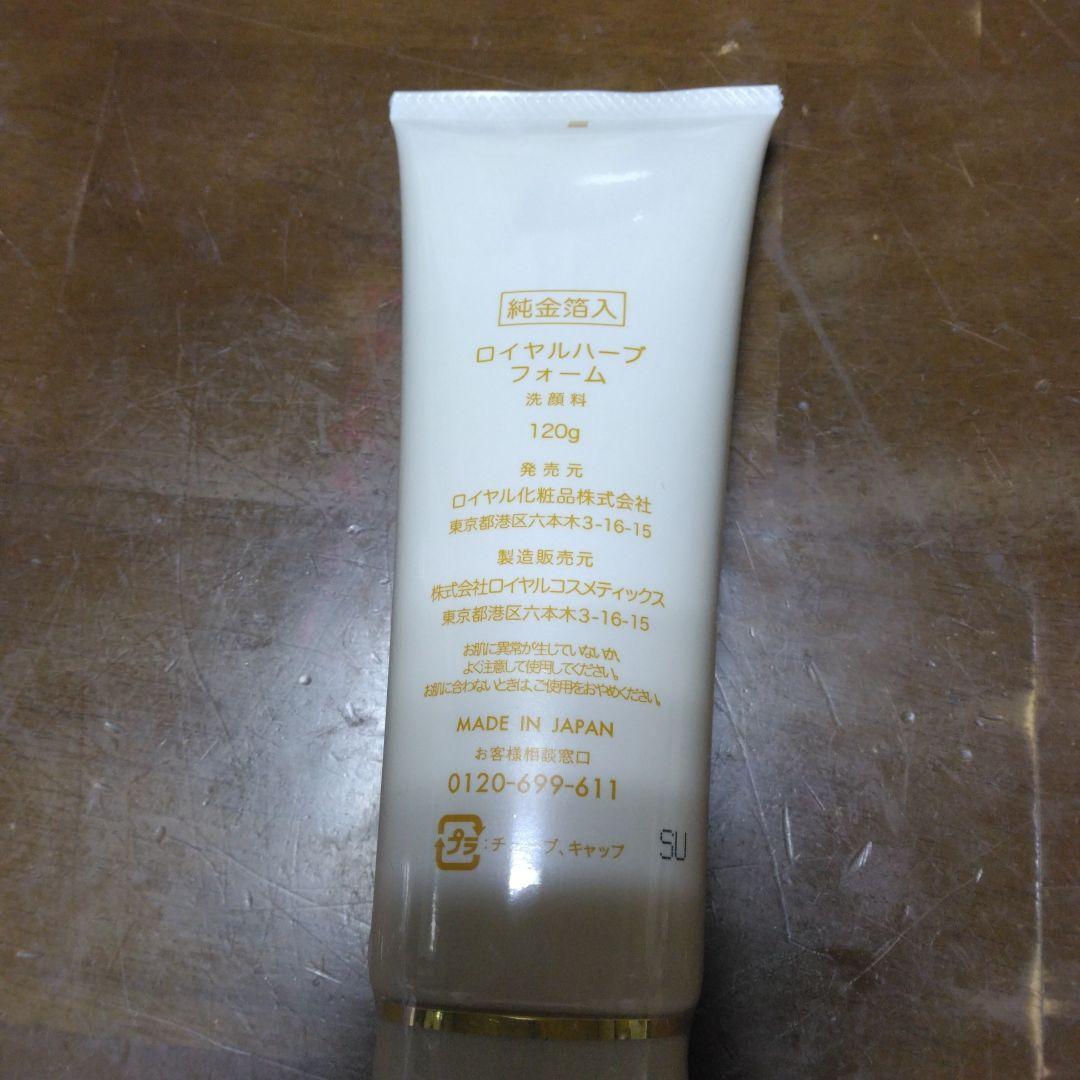 純金箔入
ロイヤルハーブ
フォーム
洗顔料
120g
発売元
ロイヤル化粧品株式会社
東京都港区六本木3-16-15
製造販売元
株式会社ロイヤルコスメティックス
東京都港区六本木3-16-15
お肌に異常が生じていないか、
よく注意して使用してください。
お肌に合わないときは、ご使用をおやめください。
MADE IN JAPAN
お客様相談窓口
0120-699-611
プラ:チューブ、キャップ SU